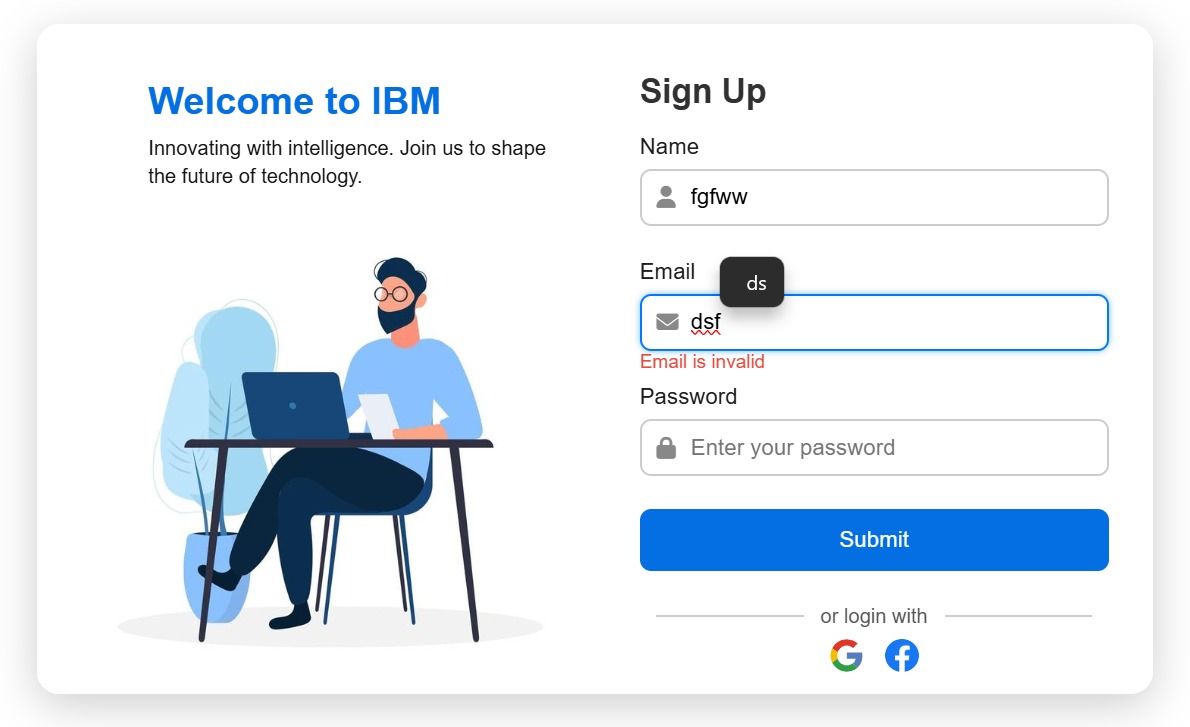 Welcome to IBM
Innovating with intelligence. Join us to shape
the future of technology.
Sign Up
Name
fgfww
Email
ds
dsf
Email is invalid
Password
Enter your password
Submit
or login with